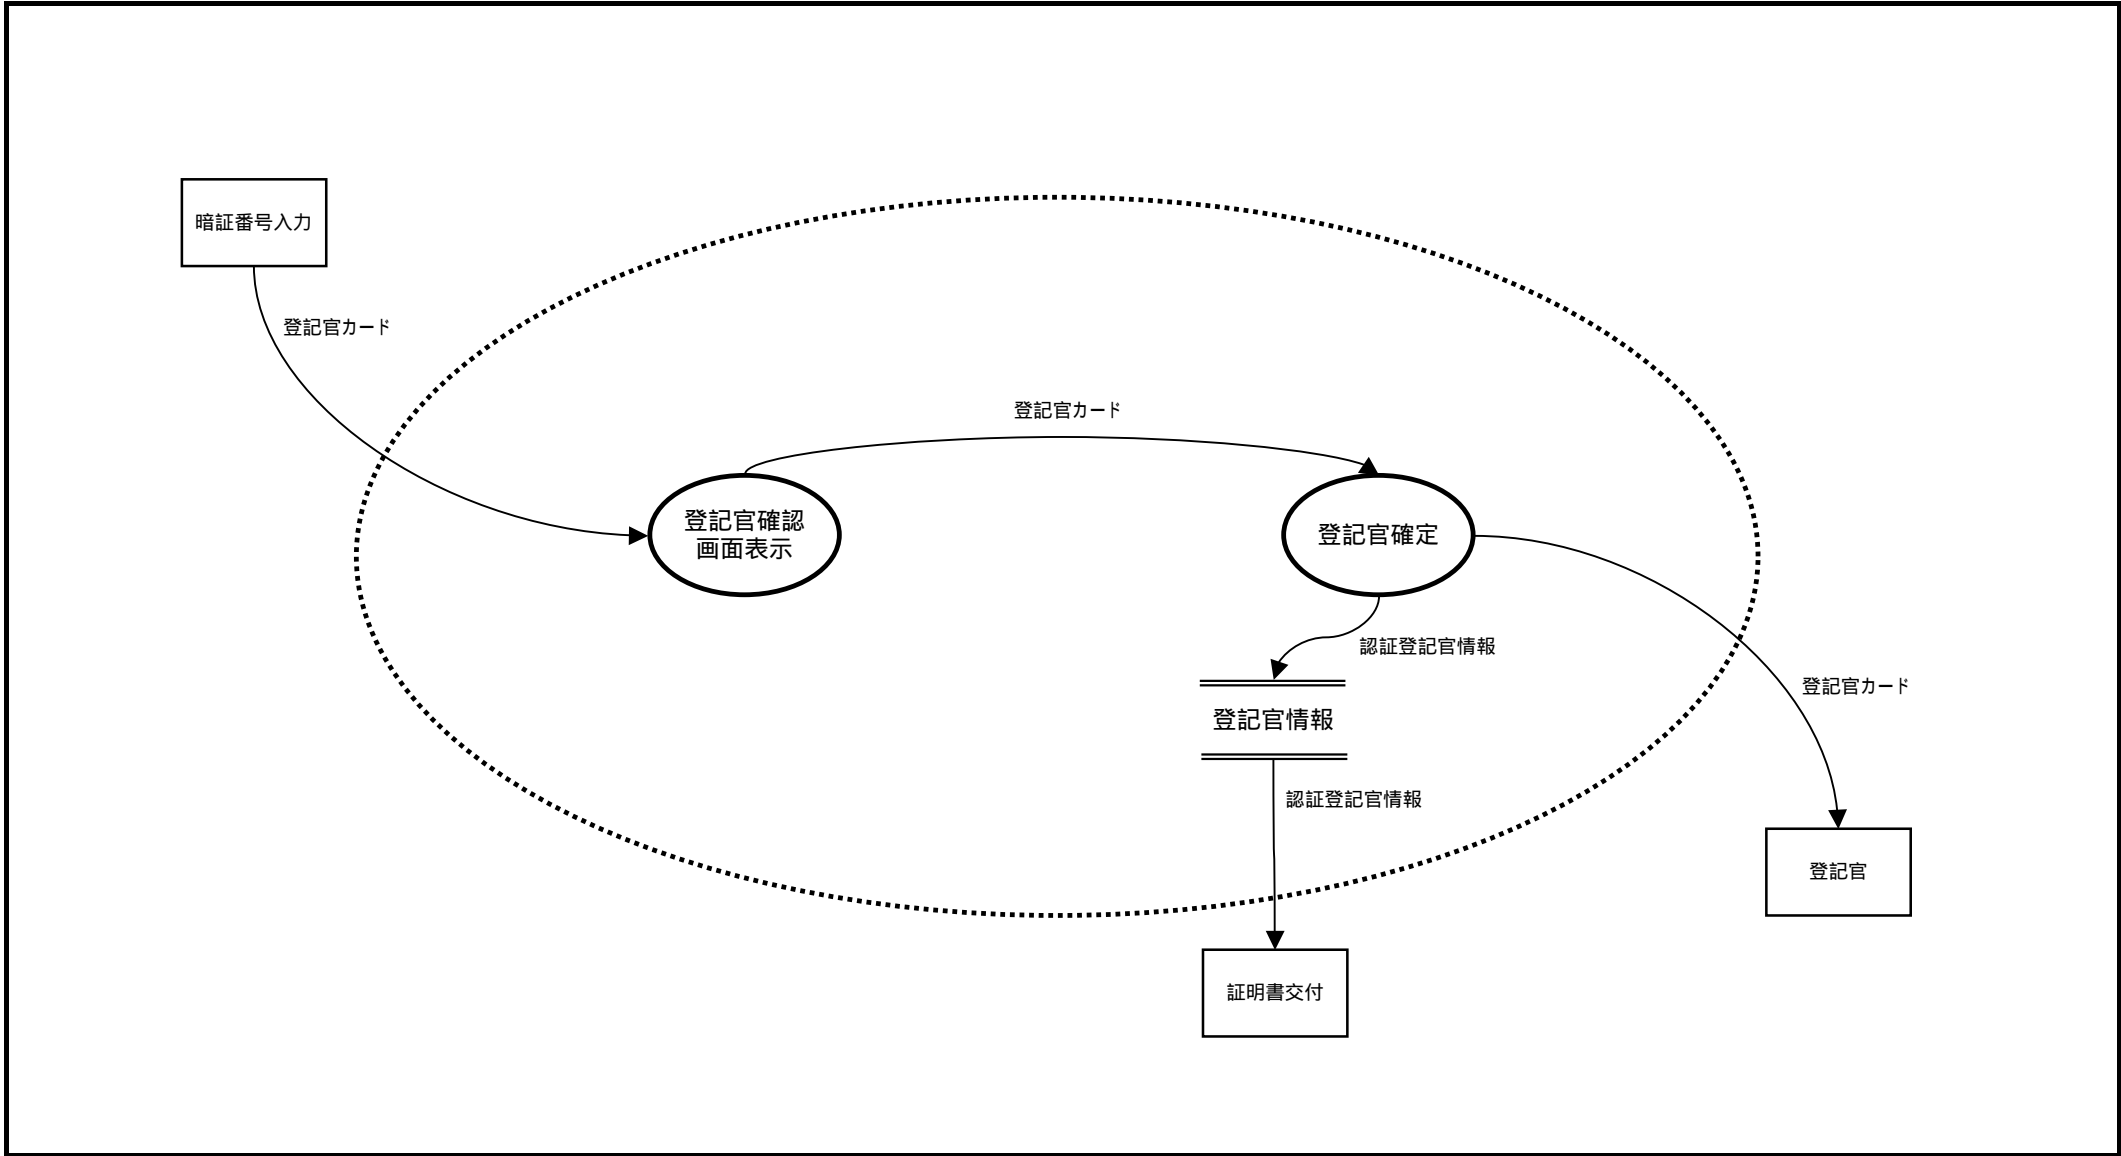 暗証番号入力
登記官カード
登記官カード
登記官確認
画面表示
登記官確定
認証登記官情報
登記官カード
登記官情報
認証登記官情報
登記官
証明書交付